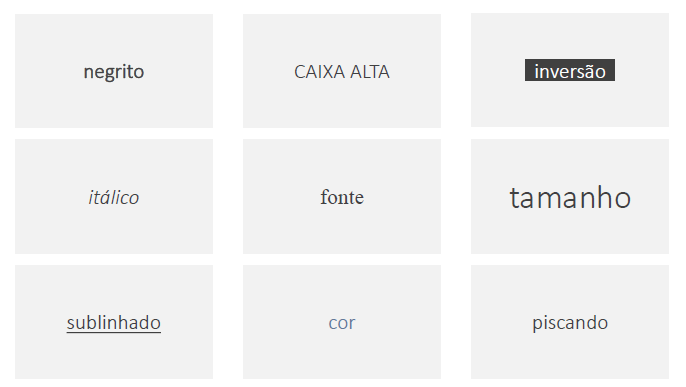 negrito
CAIXA ALTA
inversão
itálico
fonte
tamanho
sublinhado
cor
piscando